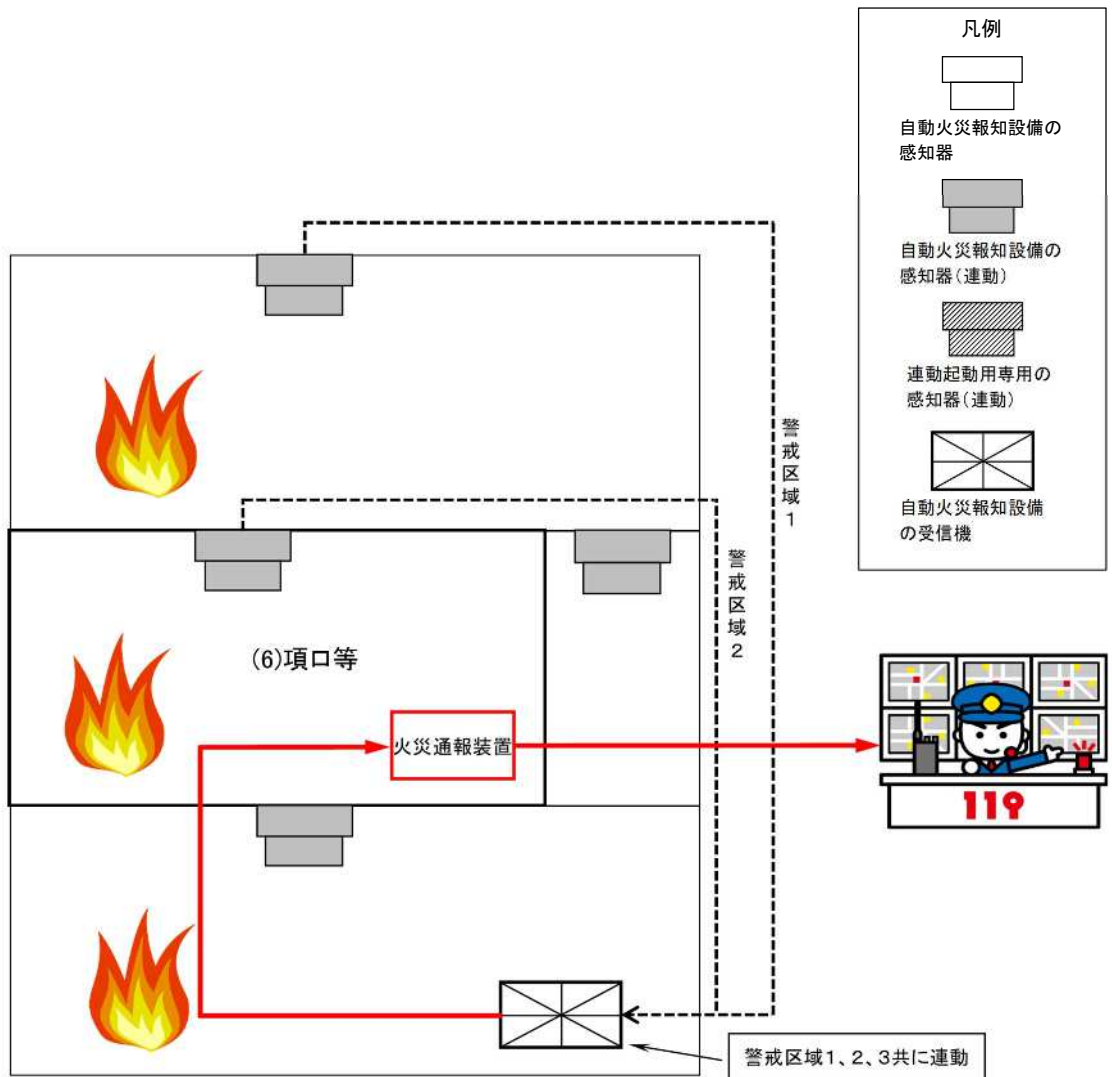 凡例
自動火災報知設備の
感知器
自動火災報知設備の
感知器(連動)
連動起動用専用の
感知器(連動)
自動火災報知設備
の受信機
警戒区域1
警戒区域2
(6)項ロ等
火災通報装置
119
警戒区域1、2、3共に連動